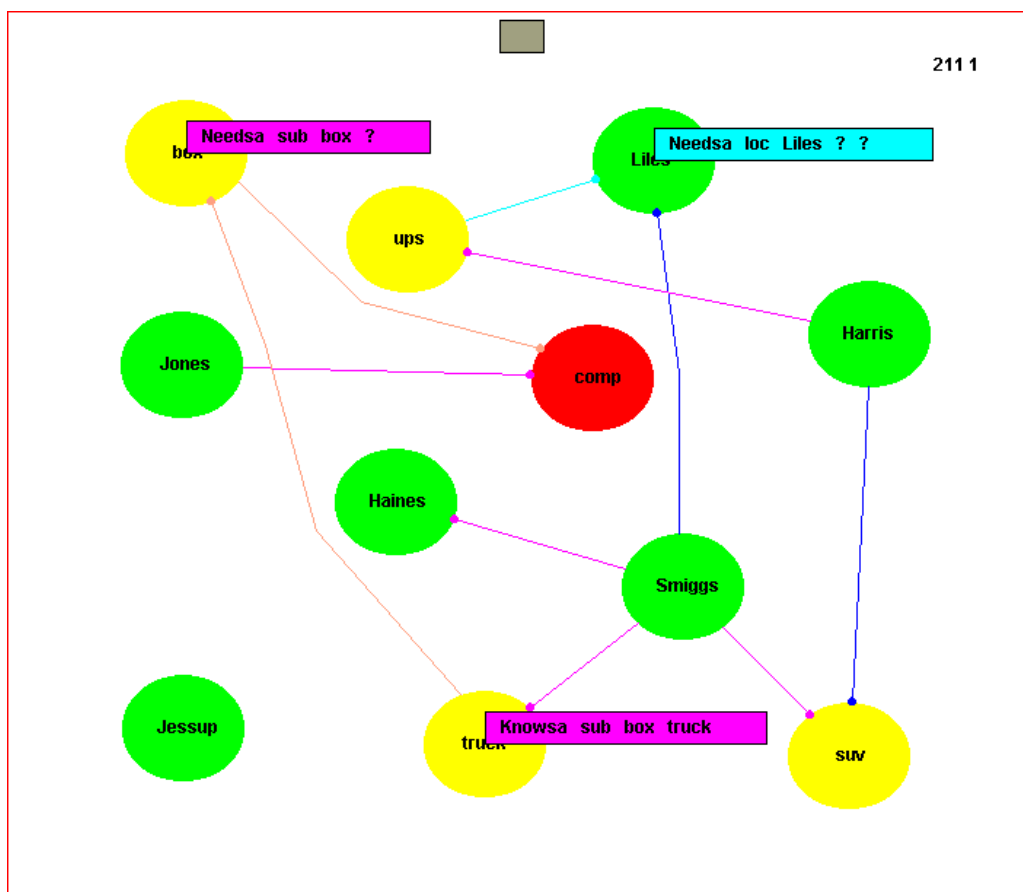 211 1
Needsa sub box ?
box
Needsa loc Liles ? ?
Liles
ups
Harris
Jones
comp
Haines
Smiggs
Jessup
Knowsa sub box truck
truck
suv